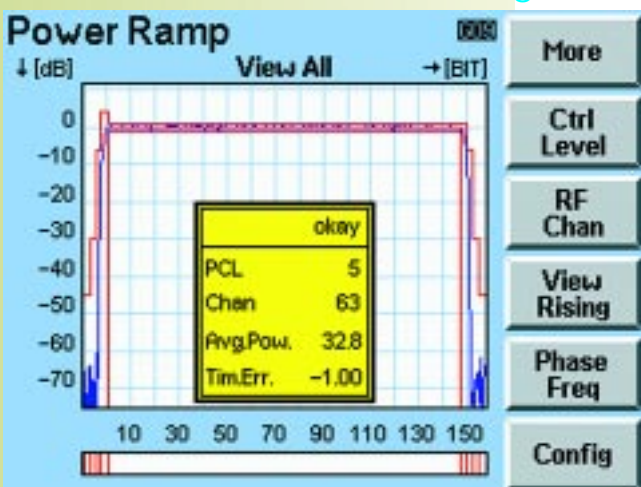 Power Ramp
G09
↓ [dB]
View All
→ [BIT]
0
−10
−20
−30
−40
−50
−60
−70
okay
PCL 5
Chan 63
Avg.Pow. 32.8
Tim.Err. −1.00
10 30 50 70 90 110 130 150
More
Ctrl
Level
RF
Chan
View
Rising
Phase
Freq
Config